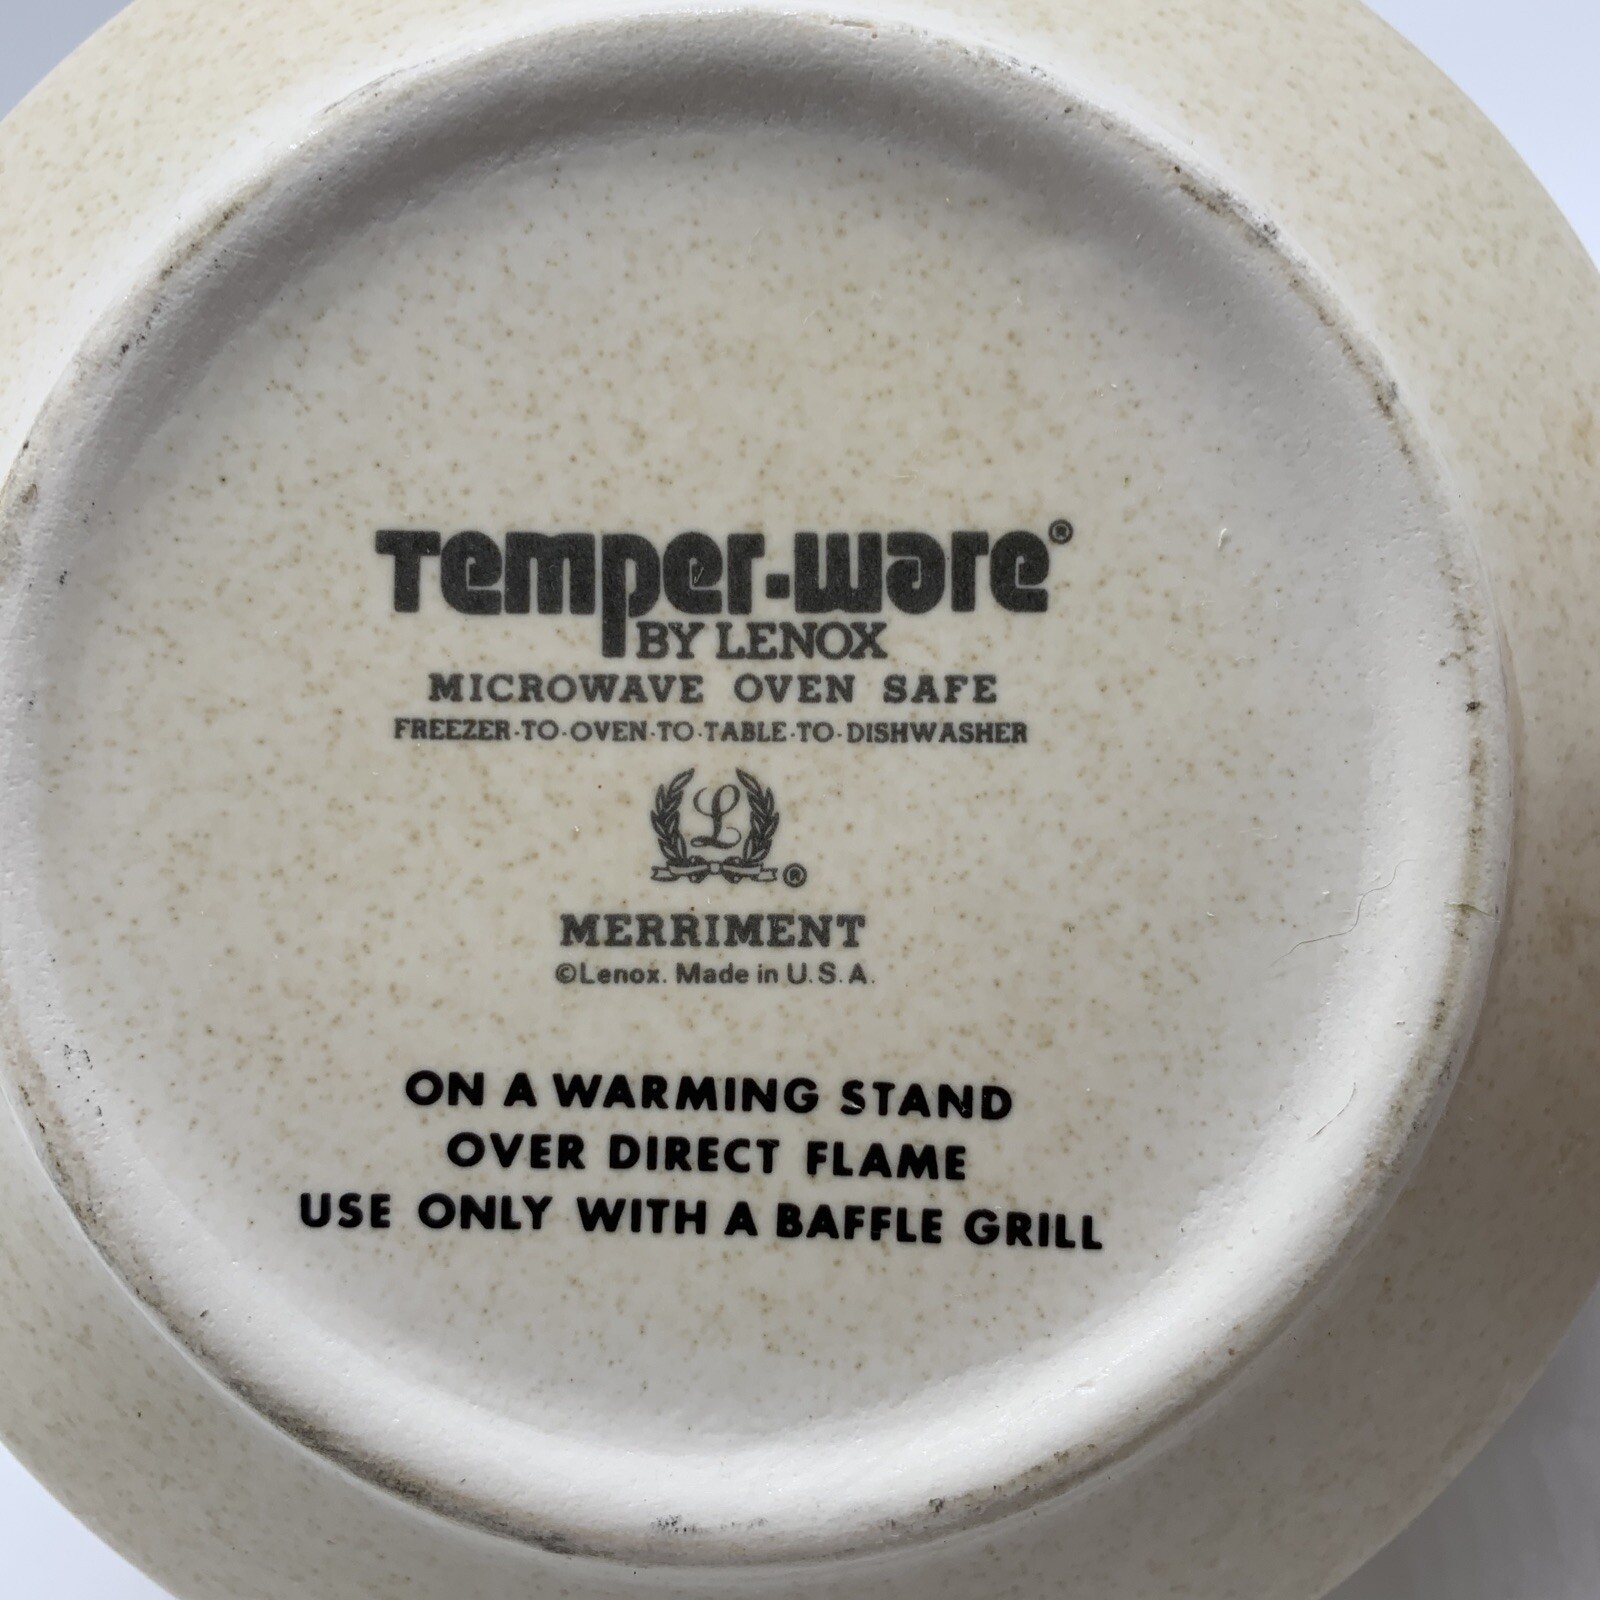 Temper-ware®
BY LENOX
MICROWAVE OVEN SAFE
FREEZER-TO-OVEN-TO-TABLE-TO-DISHWASHER
L
®
MERRIMENT
©Lenox. Made in U.S.A.
ON A WARMING STAND
OVER DIRECT FLAME
USE ONLY WITH A BAFFLE GRILL